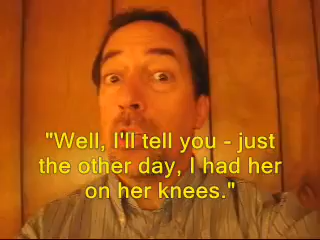 "Well, I'll tell you - just
the other day, I had her
on her knees."